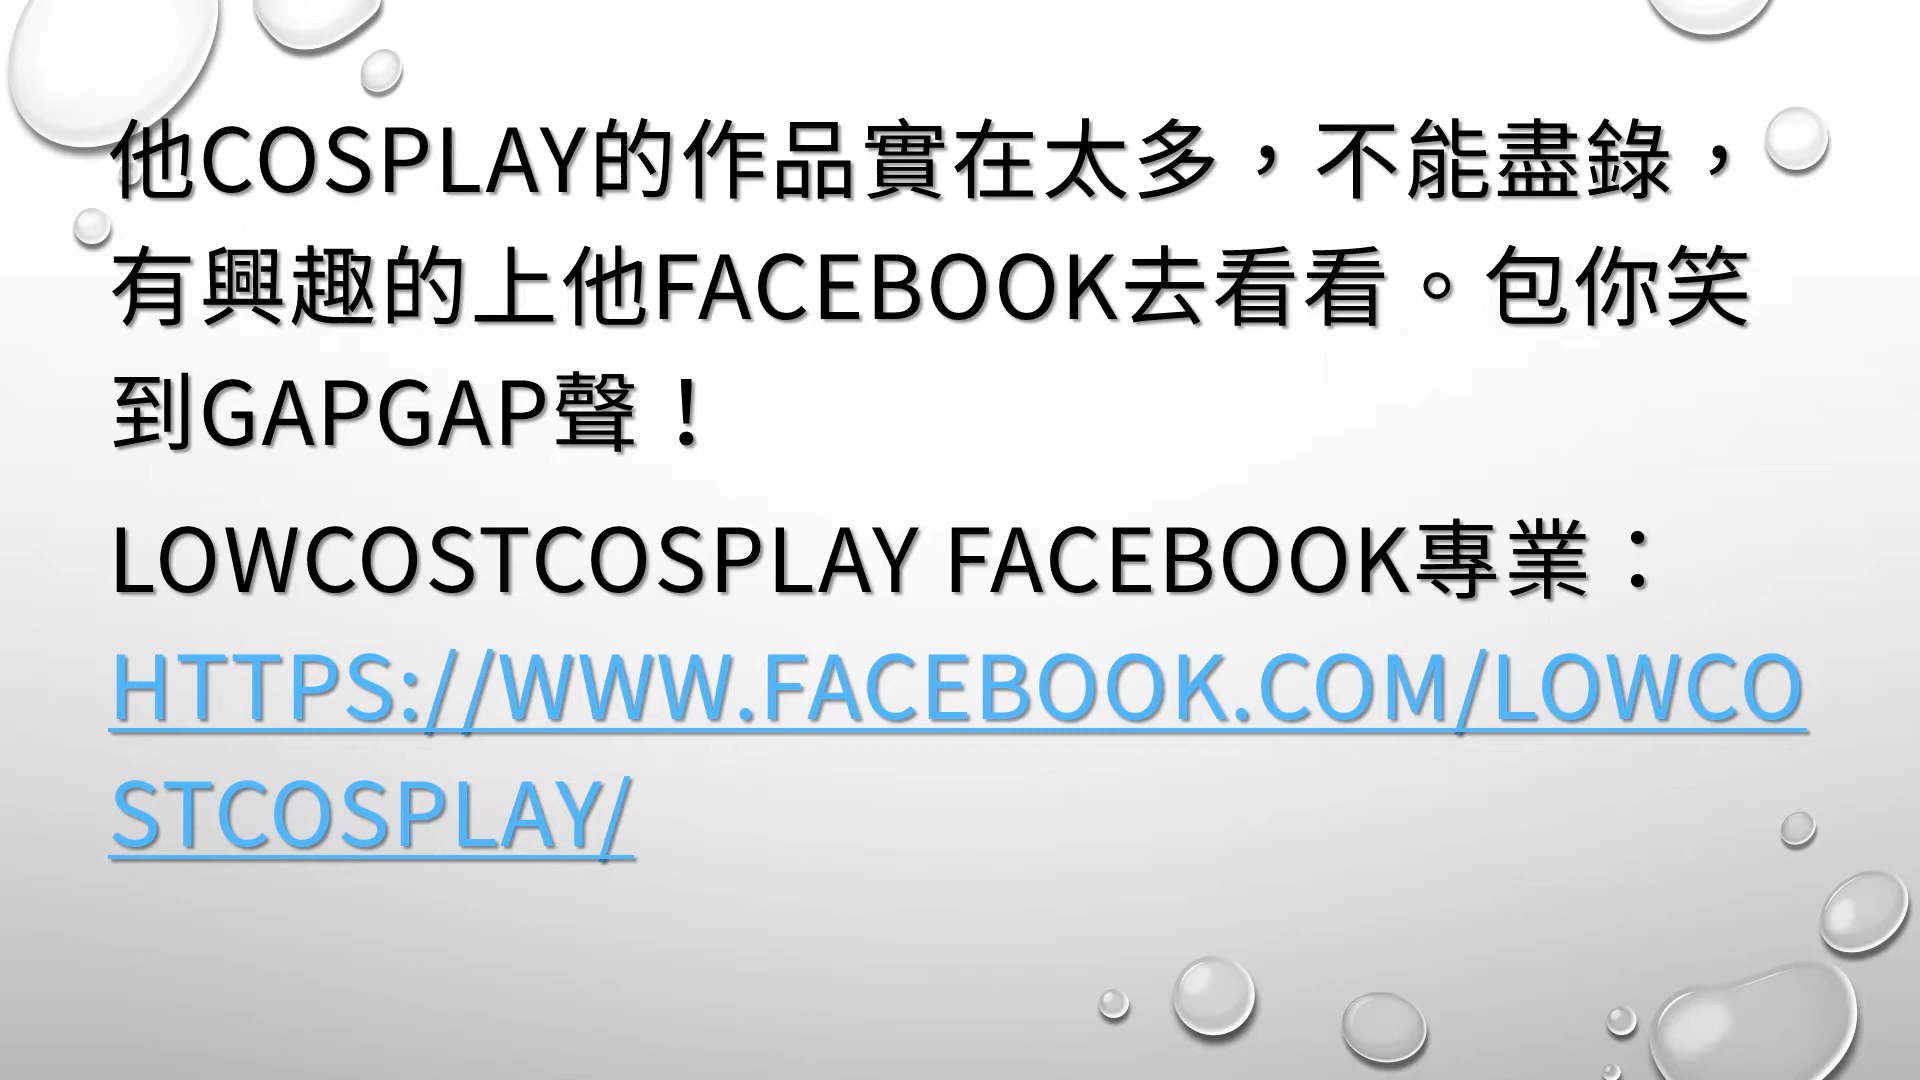 他COSPLAY的作品實在太多，不能盡錄，
有興趣的上他FACEBOOK去看看。包你笑
到GAPGAP聲！
LOWCOSTCOSPLAY FACEBOOK專業：
HTTPS://WWW.FACEBOOK.COM/LOWCO
STCOSPLAY/